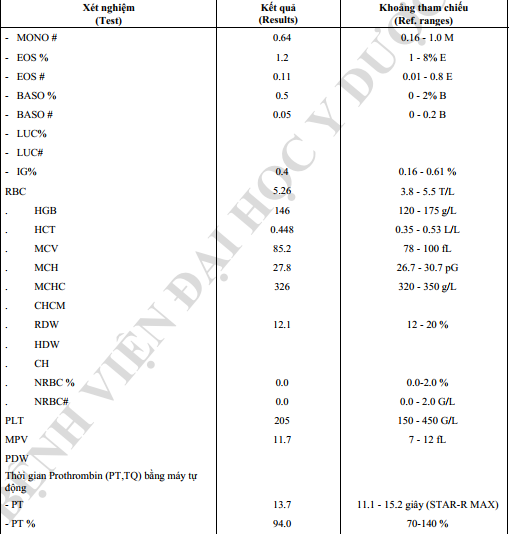 Xét nghiệm Kết quả Khoảng tham chiếu
(Test) (Results) (Ref. ranges)
- MONO # 0.64 0.16 - 1.0 M
- EOS % 1.2 1 - 8% E
- EOS # 0.11 0.01 - 0.8 E
- BASO % 0.5 0 - 2% B
- BASO # 0.05 0 - 0.2 B
- LUC%
- LUC#
- IG% 0.4 0.16 - 0.61 %
RBC 5.26 3.8 - 5.5 T/L
. HGB 146 120 - 175 g/L
. HCT 0.448 0.35 - 0.53 L/L
. MCV 85.2 78 - 100 fL
. MCH 27.8 26.7 - 30.7 pG
. MCHC 326 320 - 350 g/L
. CHCM
. RDW 12.1 12 - 20 %
. HDW
. CH
. NRBC % 0.0 0.0-2.0 %
. NRBC# 0.0 0.0 - 2.0 G/L
PLT 205 150 - 450 G/L
MPV 11.7 7 - 12 fL
PDW
Thời gian Prothrombin (PT,TQ) bằng máy tự
động
- PT 13.7 11.1 - 15.2 giây (STAR-R MAX)
- PT % 94.0 70-140 %
BỆNH VIỆN ĐẠI HỌC Y DƯỢC